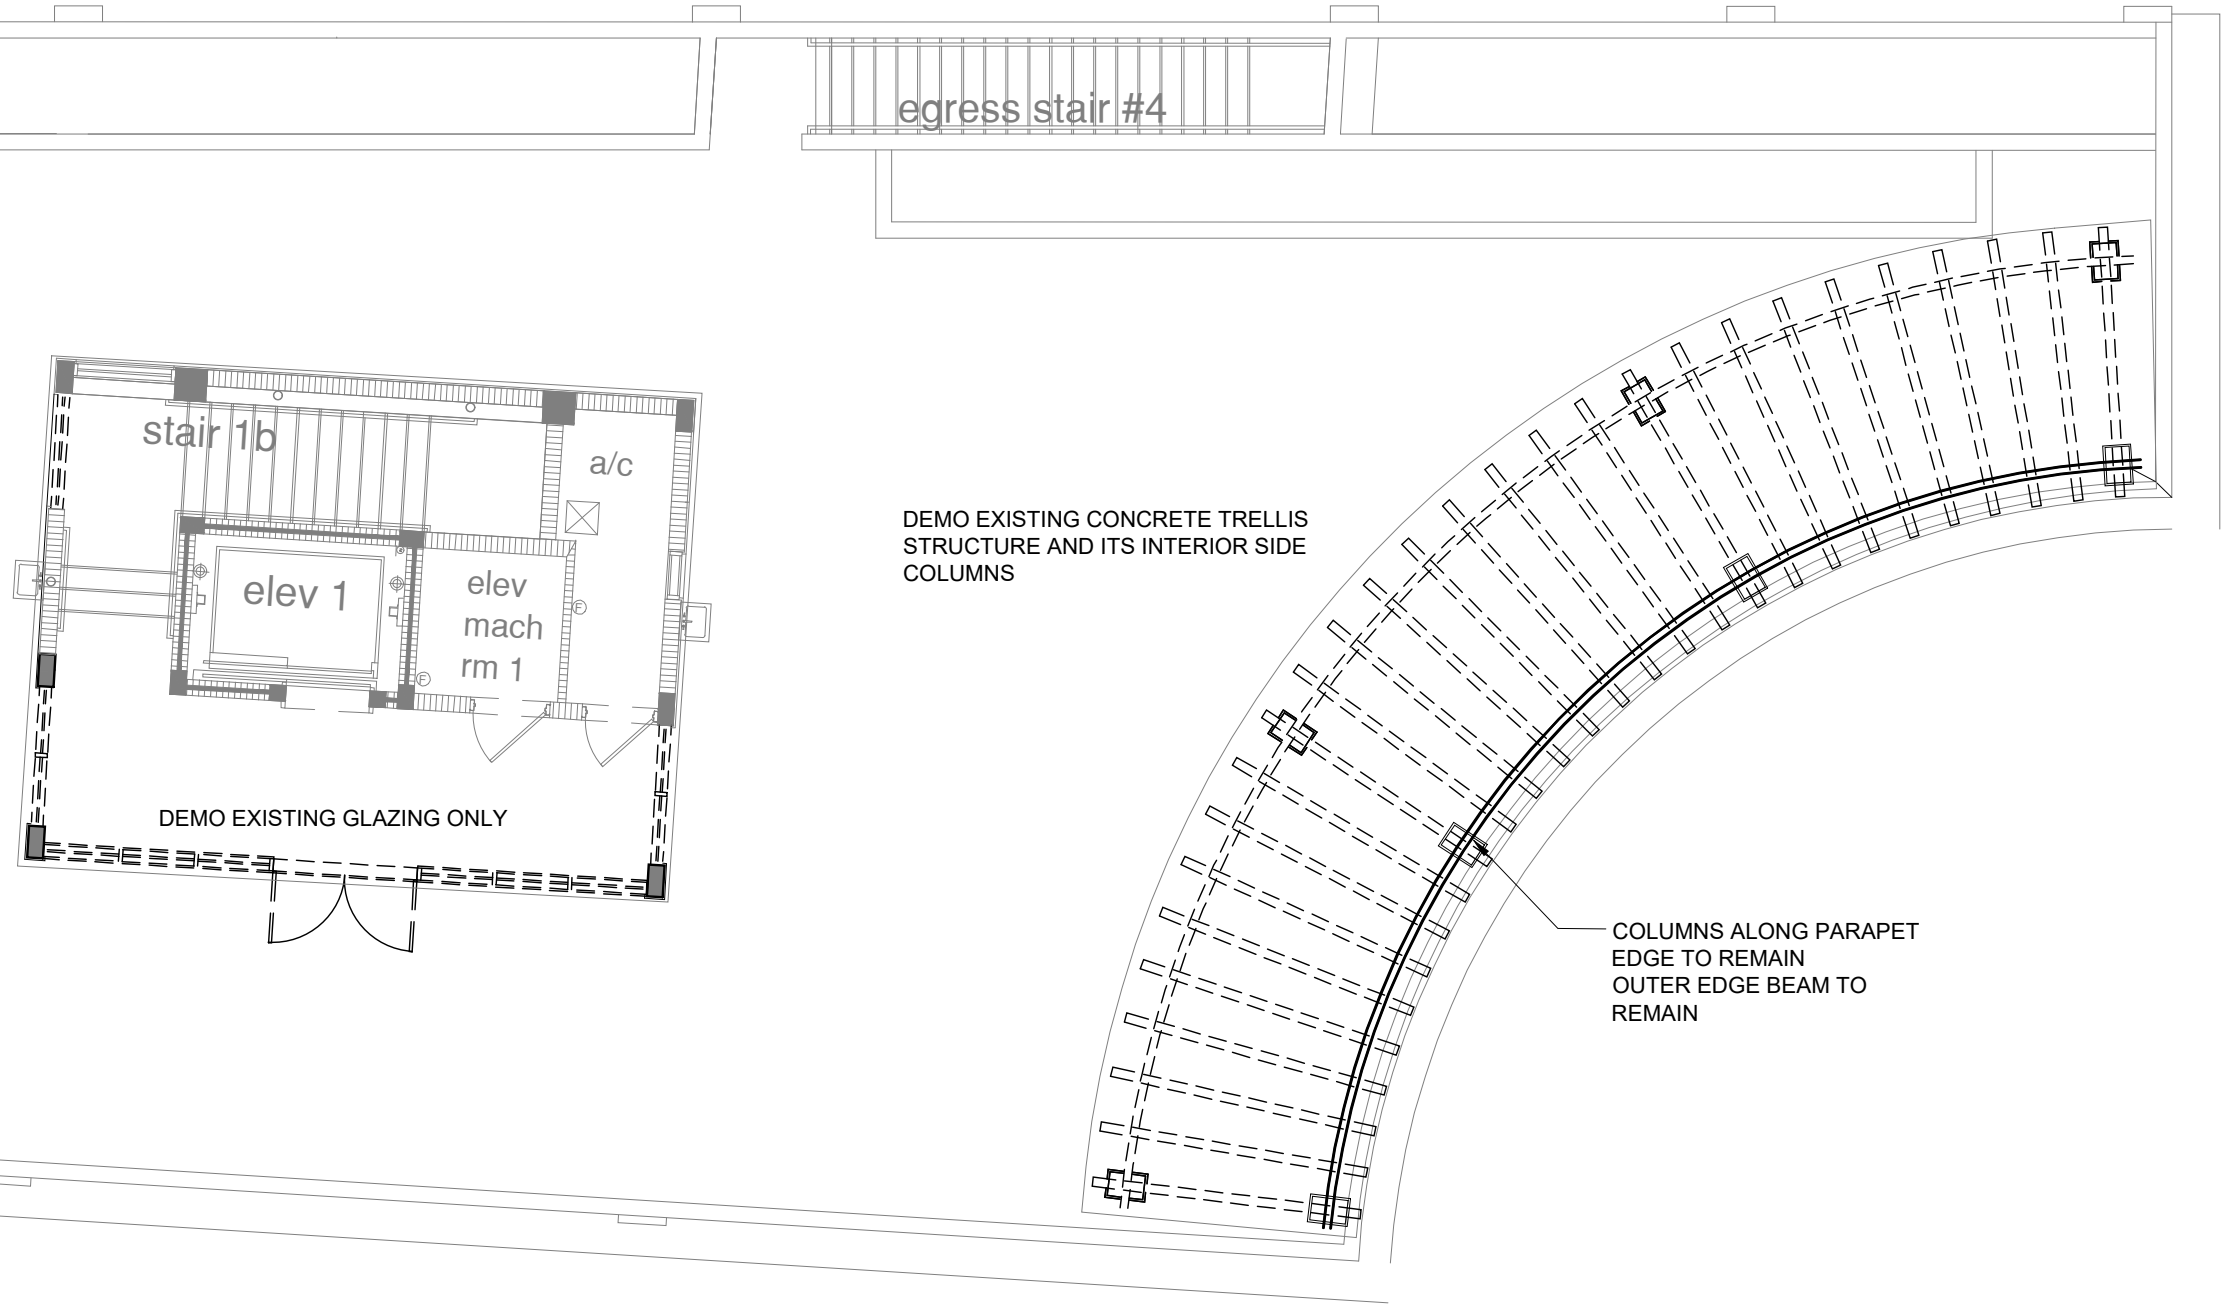 egress stair #4
stair 1b
a/c
elev 1
elev
mach
rm 1
F
F
DEMO EXISTING GLAZING ONLY
DEMO EXISTING CONCRETE TRELLIS
STRUCTURE AND ITS INTERIOR SIDE
COLUMNS
COLUMNS ALONG PARAPET
EDGE TO REMAIN
OUTER EDGE BEAM TO
REMAIN